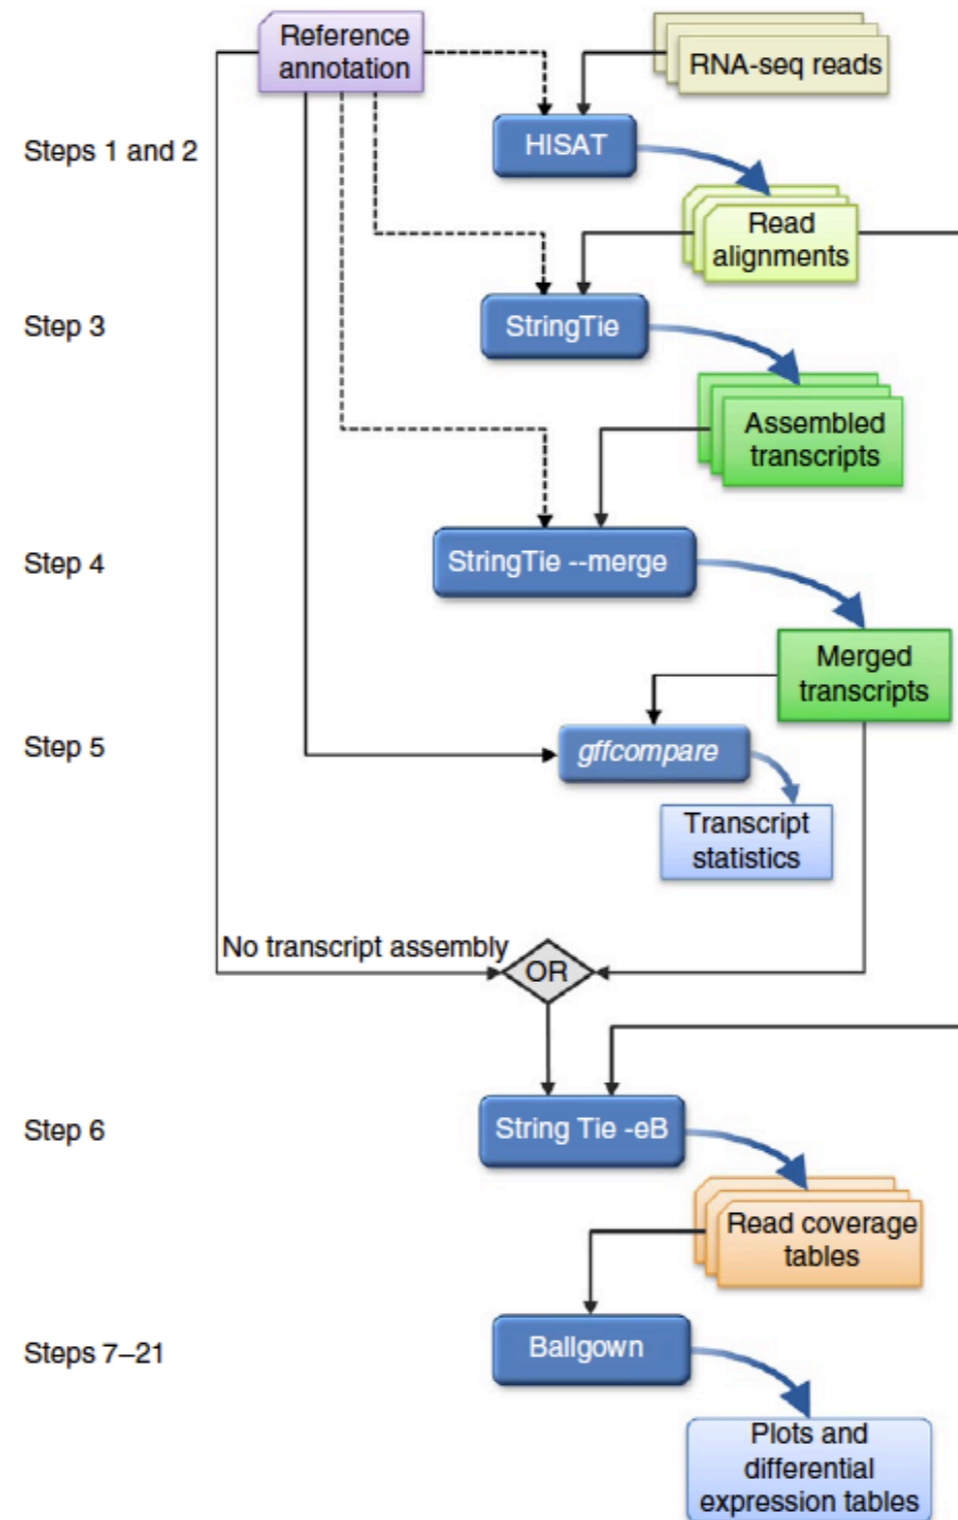 Reference
annotation
RNA-seq reads
Steps 1 and 2
HISAT
Read
alignments
Step 3
StringTie
Assembled
transcripts
Step 4
StringTie --merge
Merged
transcripts
Step 5
gffcompare
Transcript
statistics
No transcript assembly
OR
Step 6
String Tie -eB
Read coverage
tables
Steps 7–21
Ballgown
Plots and
differential
expression tables